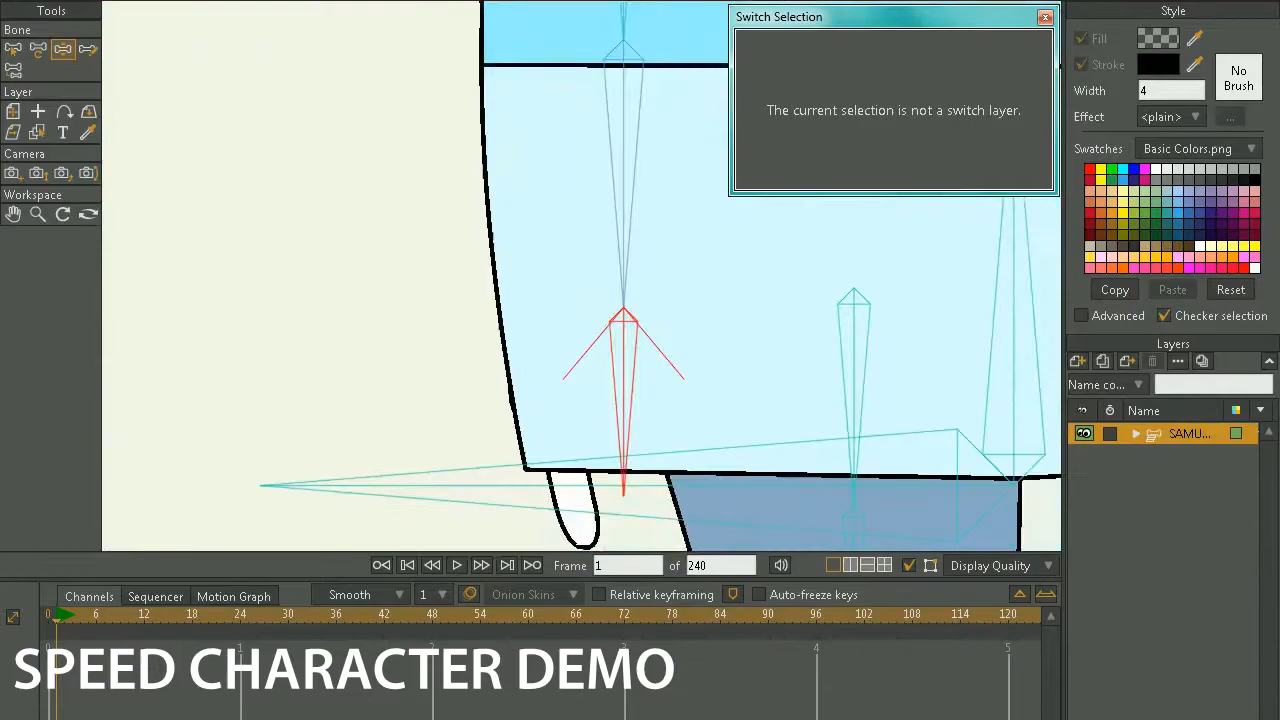 Tools
Bone
Layer
T
Camera
Workspace
Switch Selection
x
The current selection is not a switch layer.
Style
Fill
Stroke
No
Brush
Width
4
Effect
<plain>
...
Swatches
Basic Colors.png
Copy
Paste
Reset
Advanced
Checker selection
Layers
Name co...
Name
SAMU...
Frame
1
of
240
Display Quality
Channels
Sequencer
Motion Graph
Smooth
1
Onion Skins
Relative keyframing
Auto-freeze keys
0 6 12 18 24 30 36 42 48 54 60 66 72 78 84 90 96 102 108 114 120
0 1 2 3 4 5
SPEED CHARACTER DEMO